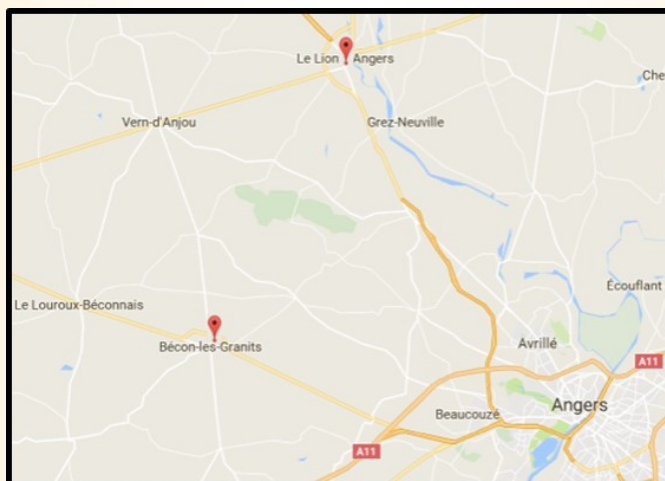 Le Lion Angers
Che
Vern-d'Anjou
Grez-Neuville
Écouflant
Le Louroux-Béconnais
Bécon-les-Granits
Avrillé
A11
Angers
Beaucouzé
A11